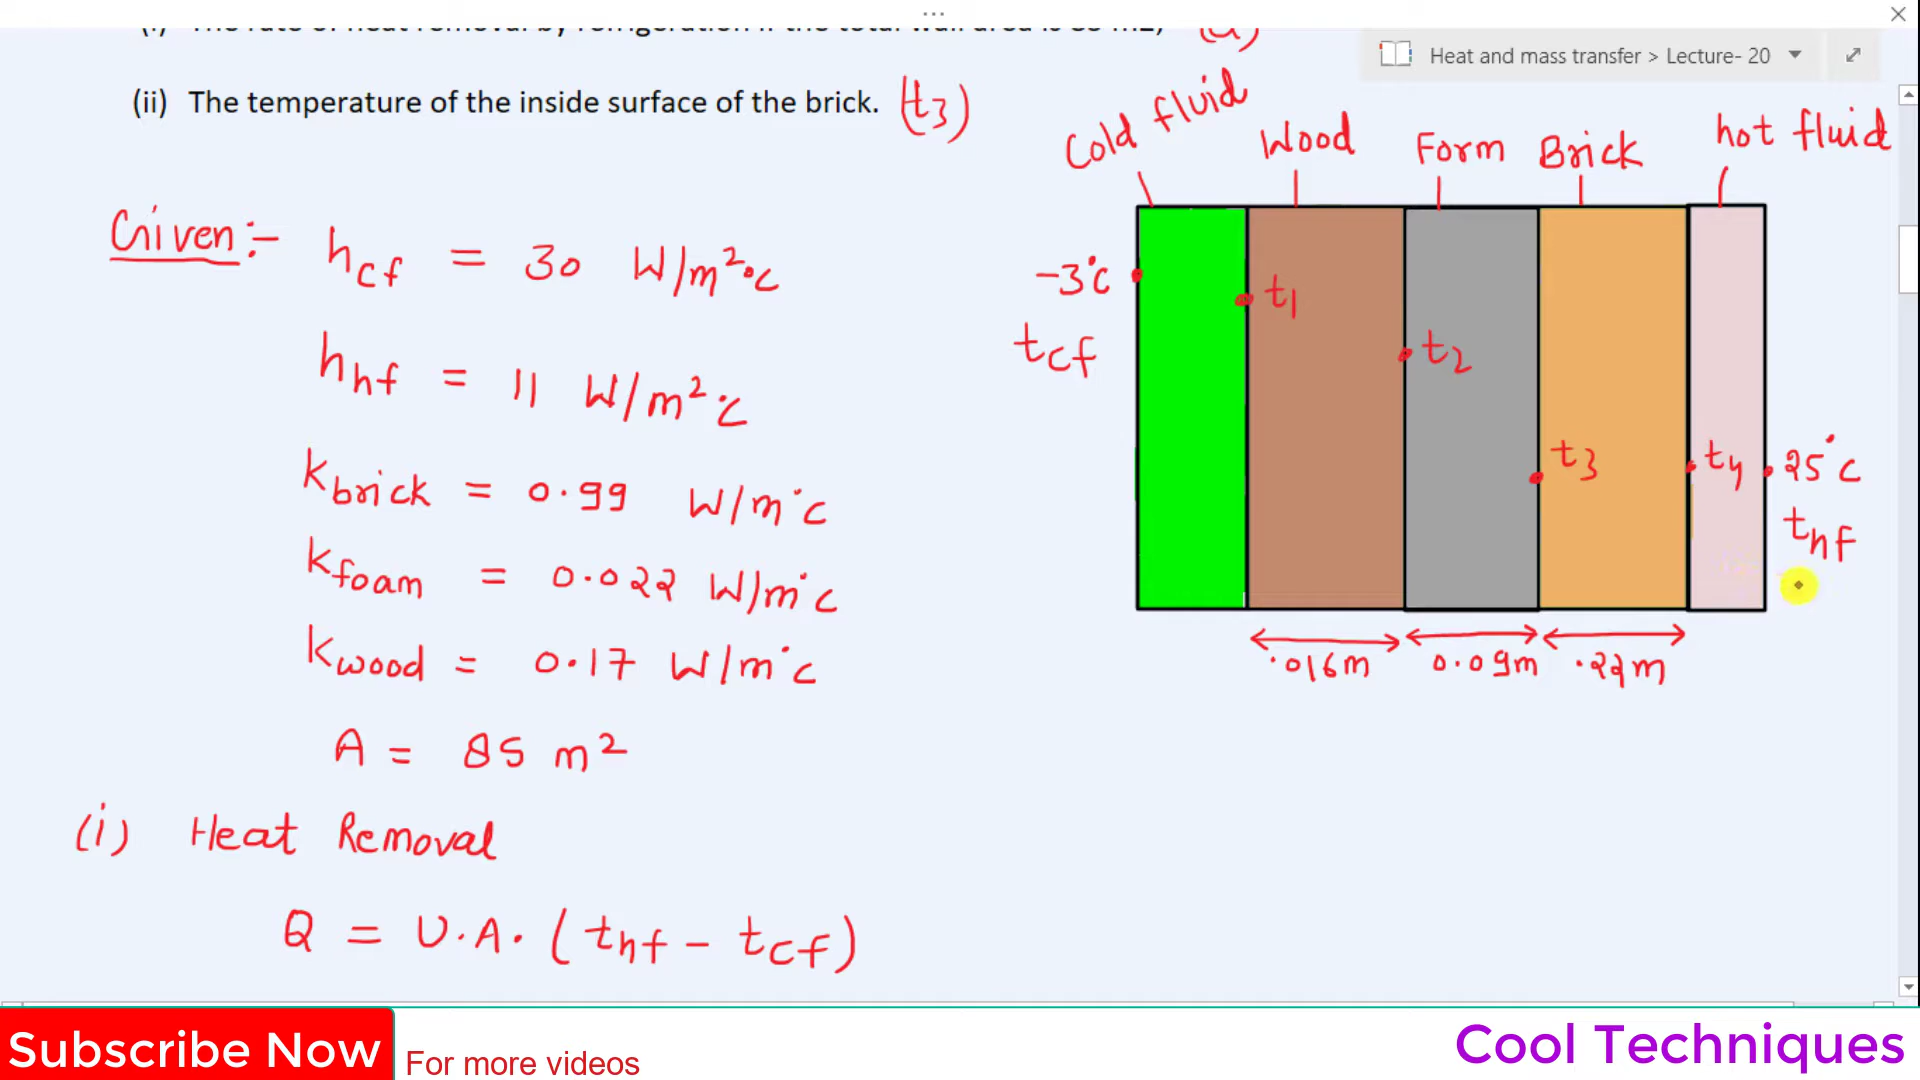 Heat and mass transfer > Lecture- 20
(ii) The temperature of the inside surface of the brick. (t3)
Cold fluid
Wood
Form
Brick
hot fluid
Given :-
hcf = 30 W/m²°c
hhf = 11 W/m²°c
kbrick = 0.99 W/m°c
kfoam = 0.022 W/m°c
kwood = 0.17 W/m°c
A = 85 m²
-3°c
tcf
t1
t2
t3
t4
25°c
thf
.016m
0.09m
.22m
(i) Heat Removal
Q = U.A. (thf - tcf)
Subscribe Now
For more videos
Cool Techniques